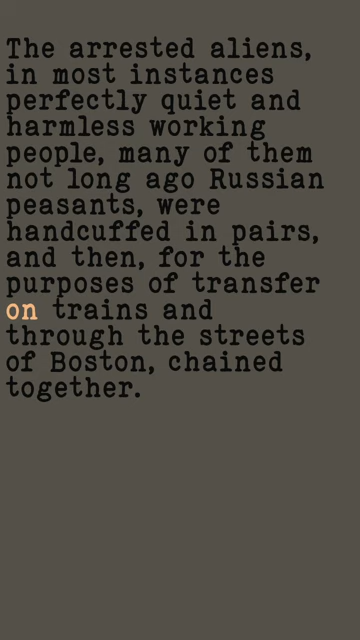 The arrested aliens,
in most instances
perfectly quiet and
harmless working
people, many of them
not long ago Russian
peasants, were
handcuffed in pairs,
and then, for the
purposes of transfer
on trains and
through the streets
of Boston, chained
together.